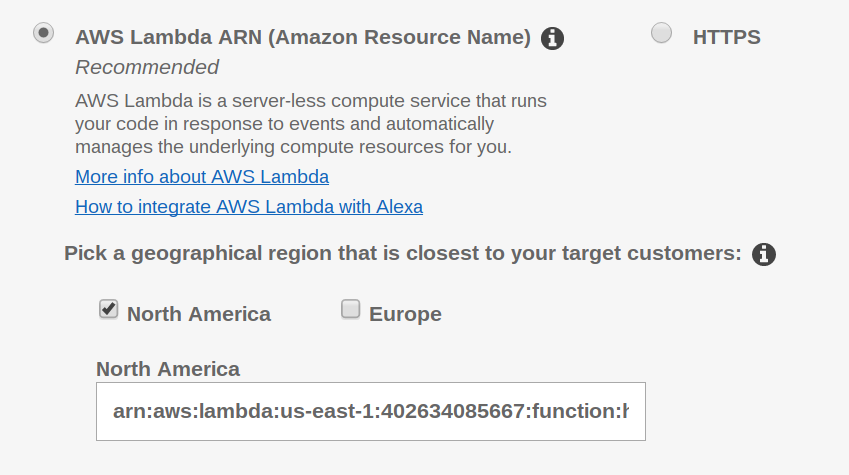 AWS Lambda ARN (Amazon Resource Name) HTTPS
Recommended
AWS Lambda is a server-less compute service that runs
your code in response to events and automatically
manages the underlying compute resources for you.
More info about AWS Lambda
How to integrate AWS Lambda with Alexa
Pick a geographical region that is closest to your target customers:
North America Europe
North America
arn:aws:lambda:us-east-1:402634085667:function:h